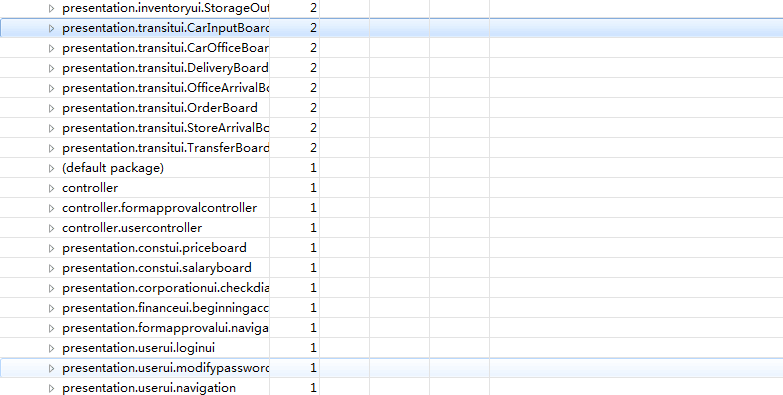 presentation.inventoryui.StorageOut 2
presentation.transitui.CarInputBoard 2
presentation.transitui.CarOfficeBoar 2
presentation.transitui.DeliveryBoard 2
presentation.transitui.OfficeArrivalBo 2
presentation.transitui.OrderBoard 2
presentation.transitui.StoreArrivalBo 2
presentation.transitui.TransferBoard 2
(default package) 1
controller 1
controller.formapprovalcontroller 1
controller.usercontroller 1
presentation.constui.priceboard 1
presentation.constui.salaryboard 1
presentation.corporationui.checkdia 1
presentation.financeui.beginningacc 1
presentation.formapprovalui.naviga 1
presentation.userui.loginui 1
presentation.userui.modifypassword 1
presentation.userui.navigation 1